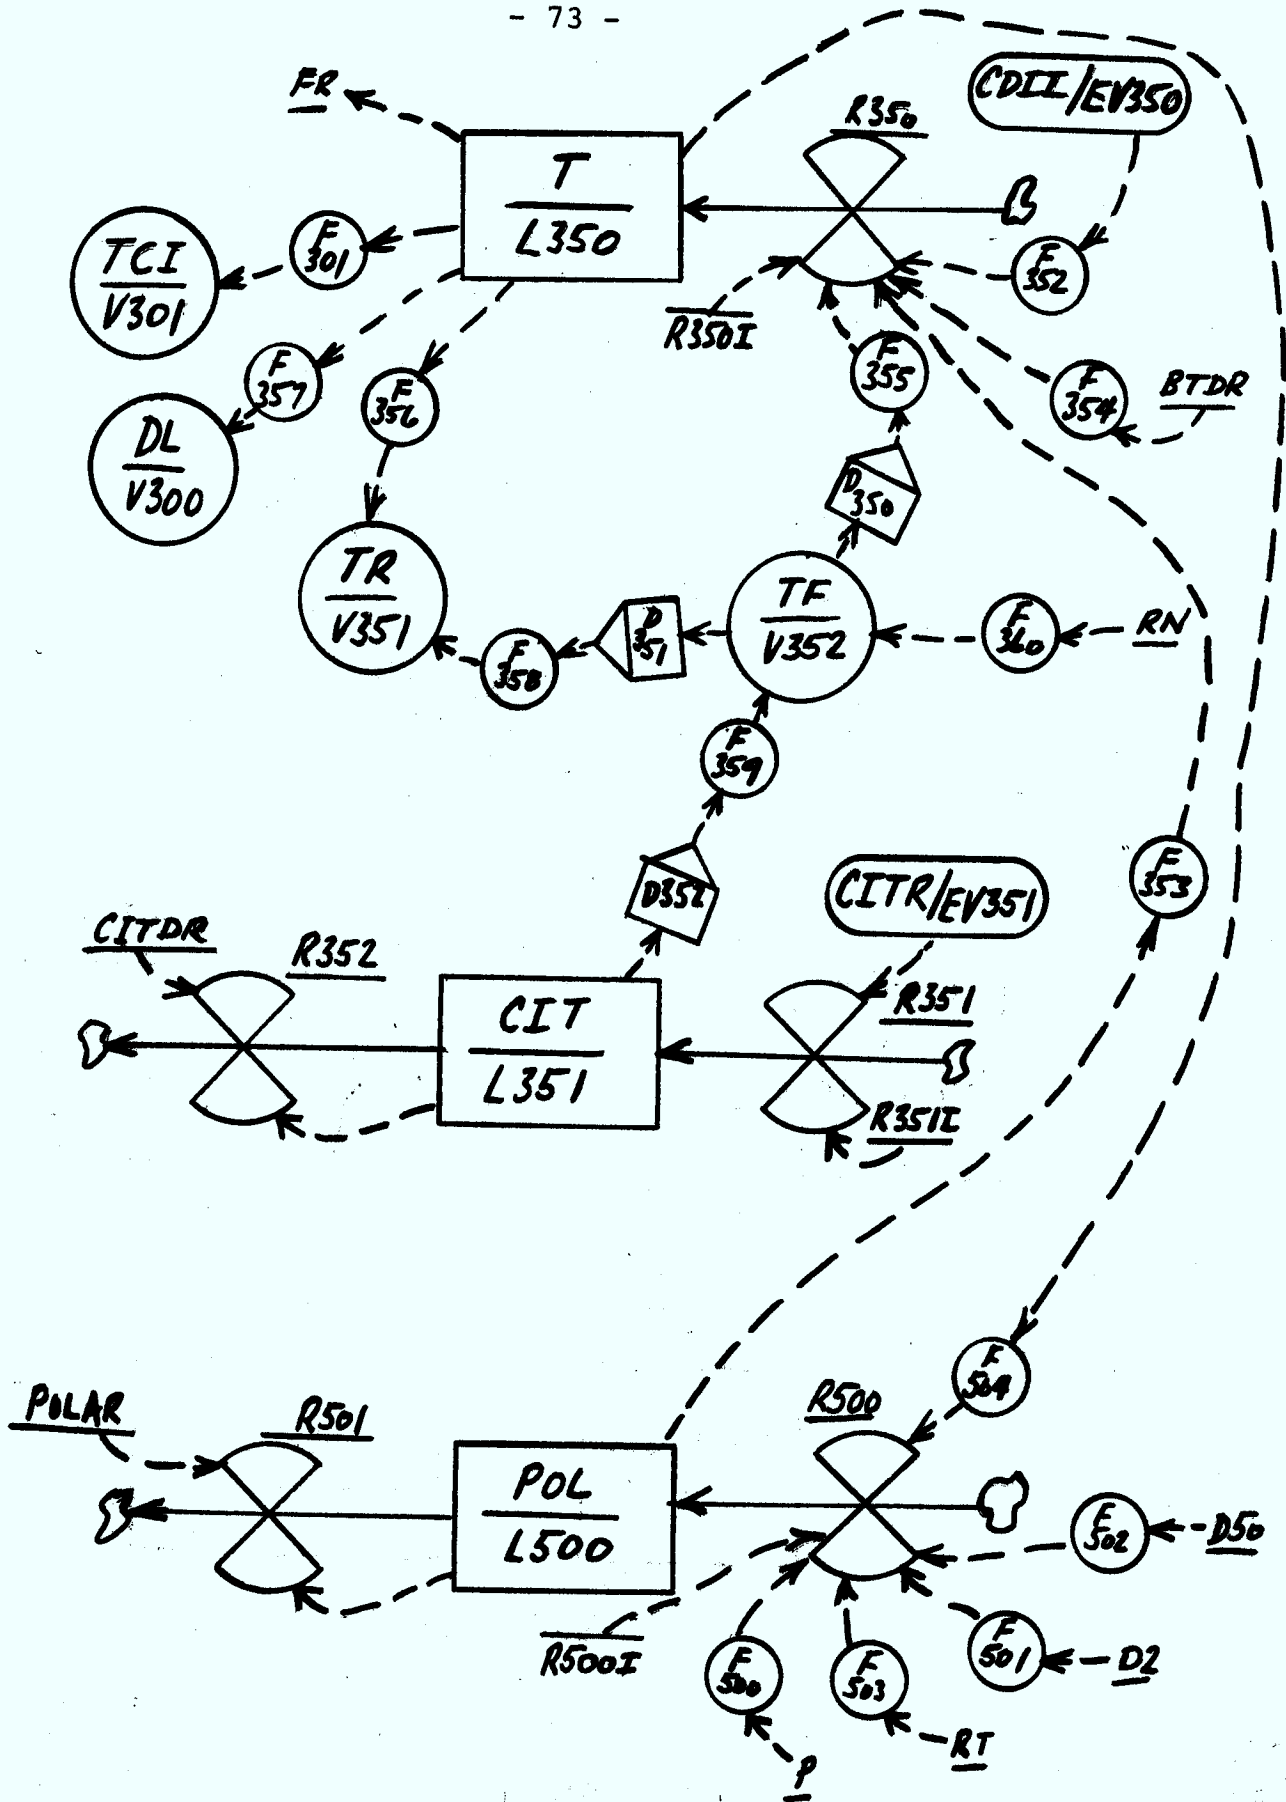 - 73 -
FR
CDII/EV350
R350
T
L350
F
301
TCI
V301
F
352
R350I
F
357
F
356
F
355
F
354
BTDR
DL
V300
D
350
TR
V351
D
351
TF
V352
F
360
RN
F
358
F
359
F
353
D352
CITR/EV351
CITDR
R352
CIT
L351
R351
R351I
F
504
POLAR
R501
R500
POL
L500
F
502
D50
R500I
F
500
F
503
F
501
D2
RT
P